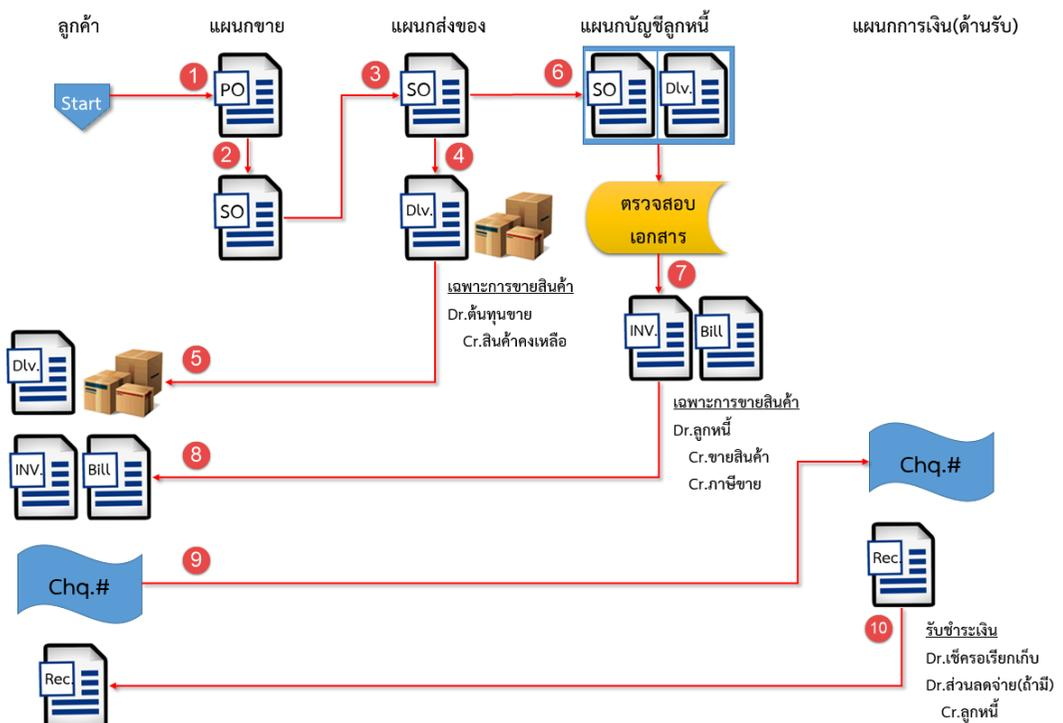 ลูกค้า
แผนกขาย
แผนกส่งของ
แผนกบัญชีลูกหนี้
แผนกการเงิน(ด้านรับ)
Start
1
PO
2
SO
3
SO
4
Dlv.
6
SO
Dlv.
ตรวจสอบ
เอกสาร
7
INV.
Bill
เฉพาะการขายสินค้า
Dr.ต้นทุนขาย
Cr.สินค้าคงเหลือ
Dlv.
5
เฉพาะการขายสินค้า
Dr.ลูกหนี้
Cr.ขายสินค้า
Cr.ภาษีขาย
INV.
Bill
8
Chq.#
Chq.#
9
Rec.
10
รับชำระเงิน
Dr.เช็ครอเรียกเก็บ
Dr.ส่วนลดจ่าย(ถ้ามี)
Cr.ลูกหนี้
Rec.